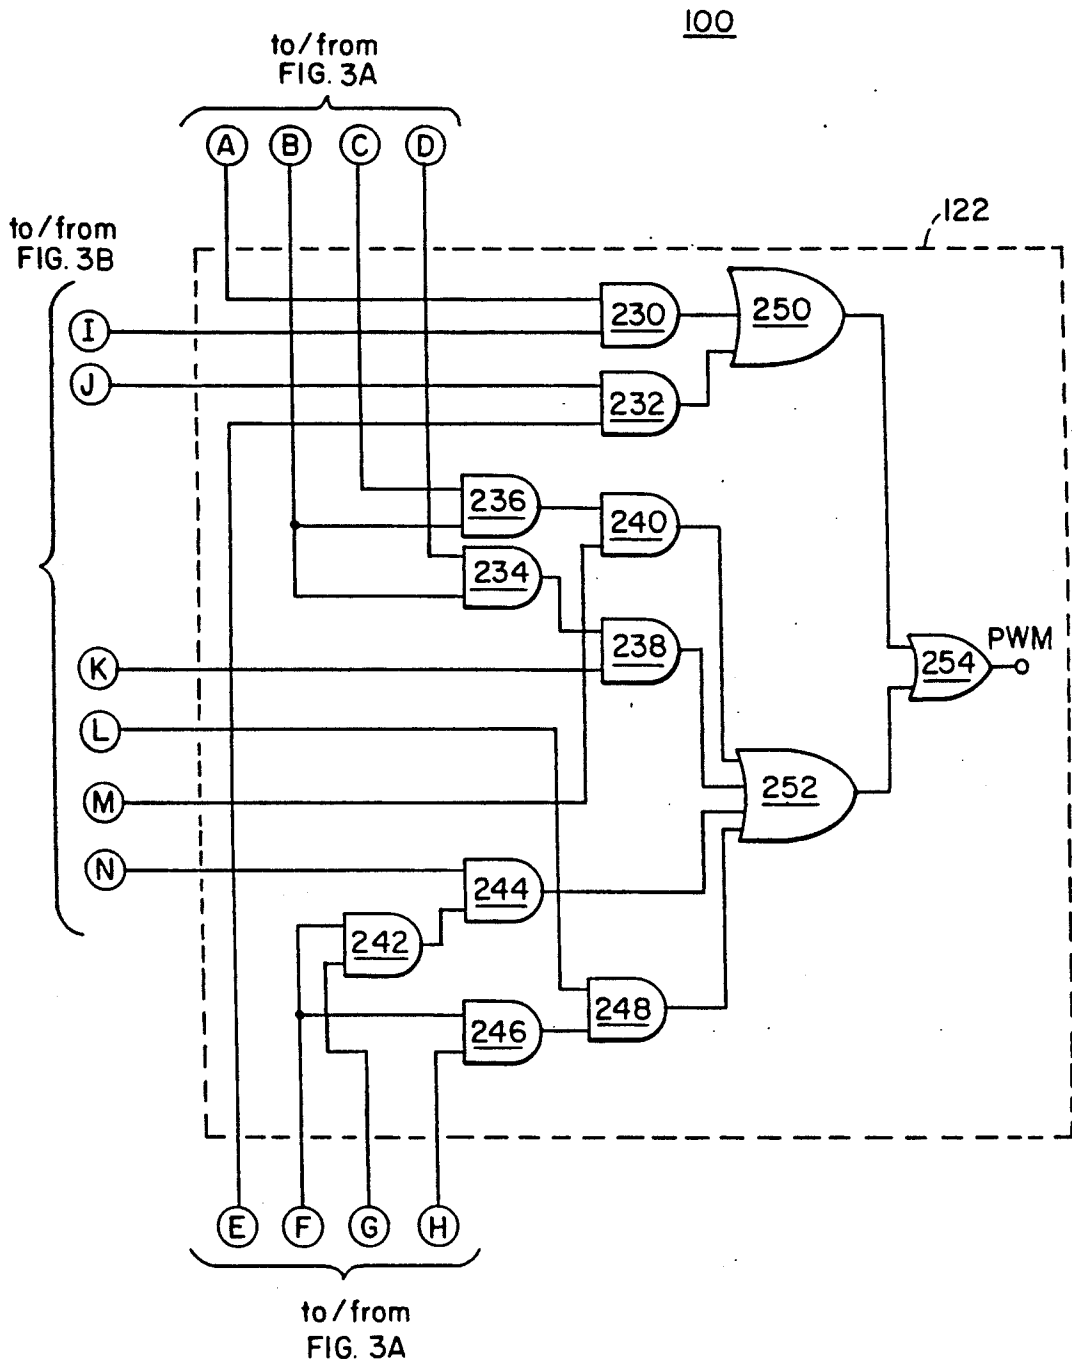 100
to/from
FIG. 3A
A B C D
122
to/from
FIG. 3B
I
J
K
L
M
N
230
250
232
236
240
234
238
PWM
254
252
244
242
248
246
E F G H
to/from
FIG. 3A